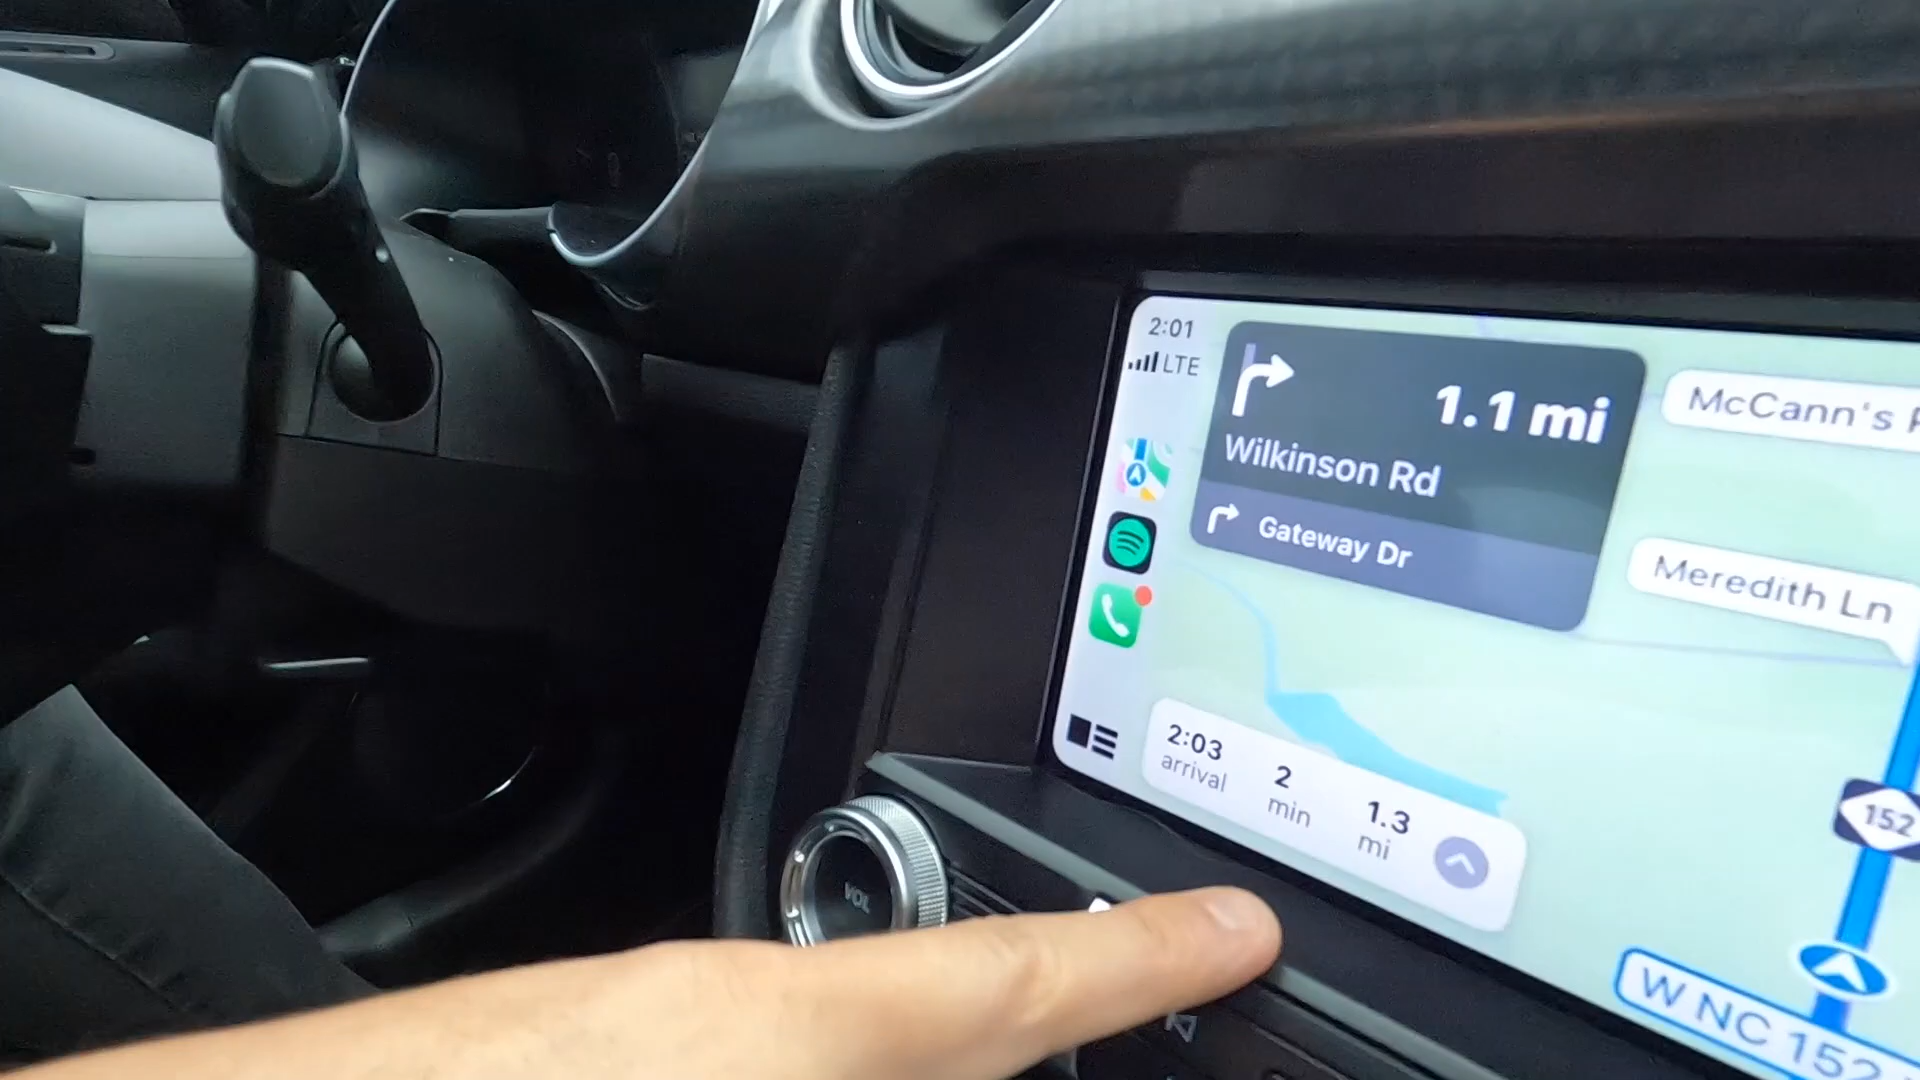 2:01
LTE
1.1 mi
Wilkinson Rd
Gateway Dr
McCann's
Meredith Ln
2:03
arrival
2
min
1.3
mi
152
W NC 152
VOL